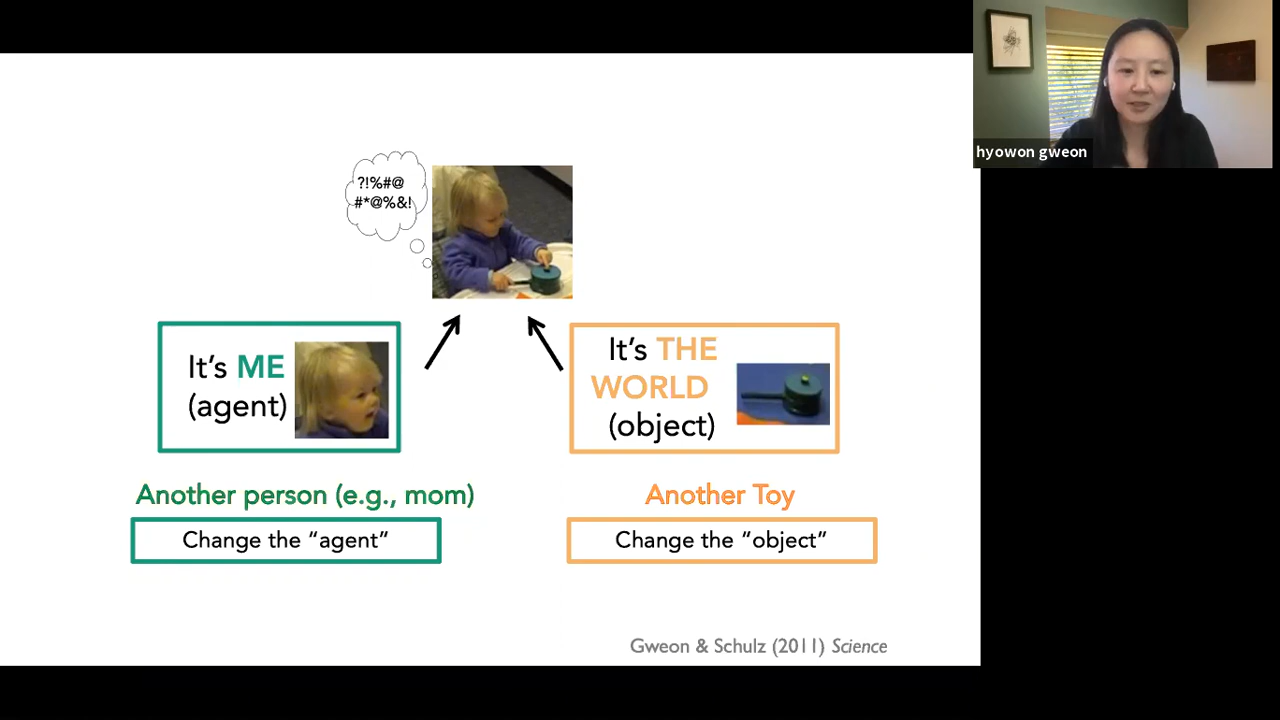 hyowon gweon
?!%#@
#*@%&!
It's ME
(agent)
It's THE
WORLD
(object)
Another person (e.g., mom)
Change the "agent"
Another Toy
Change the "object"
Gweon & Schulz (2011) Science